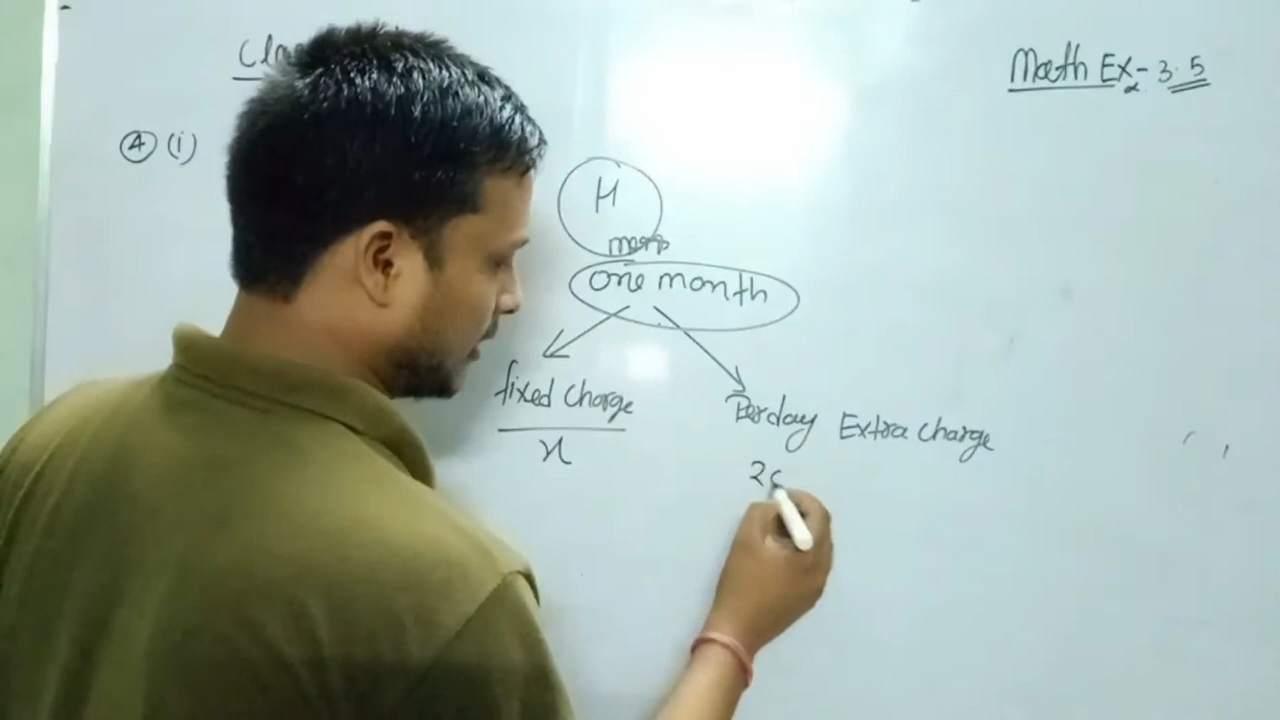 Math Ex-3.5
④ (i)
H
one month
fixed charge
Perday Extra charge
x